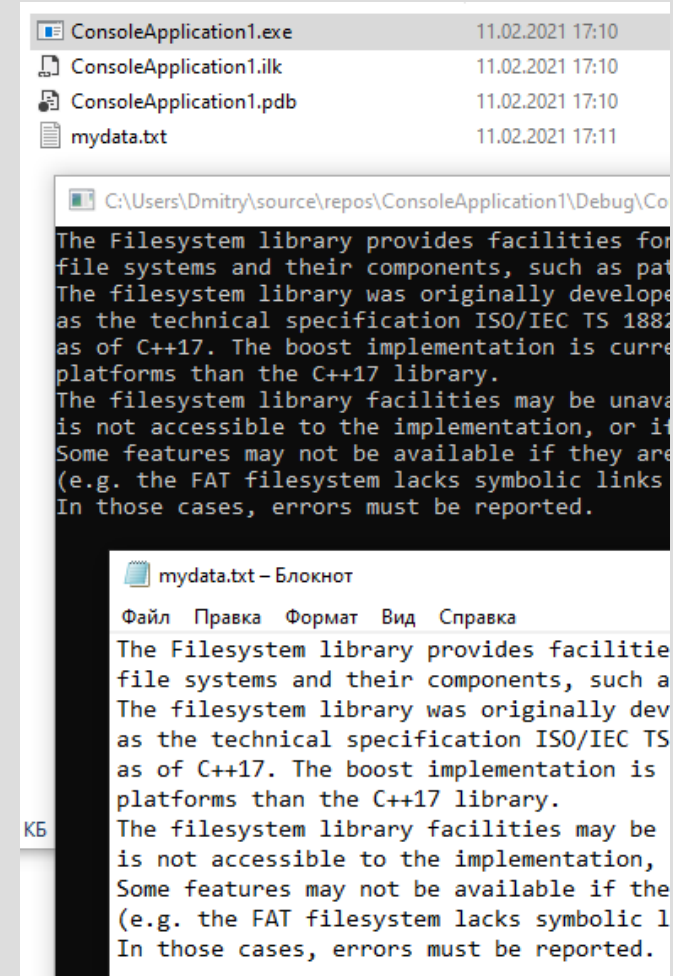 ConsoleApplication1.exe 11.02.2021 17:10
ConsoleApplication1.ilk 11.02.2021 17:10
ConsoleApplication1.pdb 11.02.2021 17:10
mydata.txt 11.02.2021 17:11
C:\Users\Dmitry\source\repos\ConsoleApplication1\Debug\Co
The Filesystem library provides facilities for
file systems and their components, such as pat
The filesystem library was originally develope
as the technical specification ISO/IEC TS 1882
as of C++17. The boost implementation is curre
platforms than the C++17 library.
The filesystem library facilities may be unava
is not accessible to the implementation, or if
Some features may not be available if they are
(e.g. the FAT filesystem lacks symbolic links
In those cases, errors must be reported.
mydata.txt – Блокнот
Файл Правка Формат Вид Справка
The Filesystem library provides facilitie
file systems and their components, such a
The filesystem library was originally dev
as the technical specification ISO/IEC TS
as of C++17. The boost implementation is
platforms than the C++17 library.
КБ
The filesystem library facilities may be
is not accessible to the implementation,
Some features may not be available if the
(e.g. the FAT filesystem lacks symbolic l
In those cases, errors must be reported.